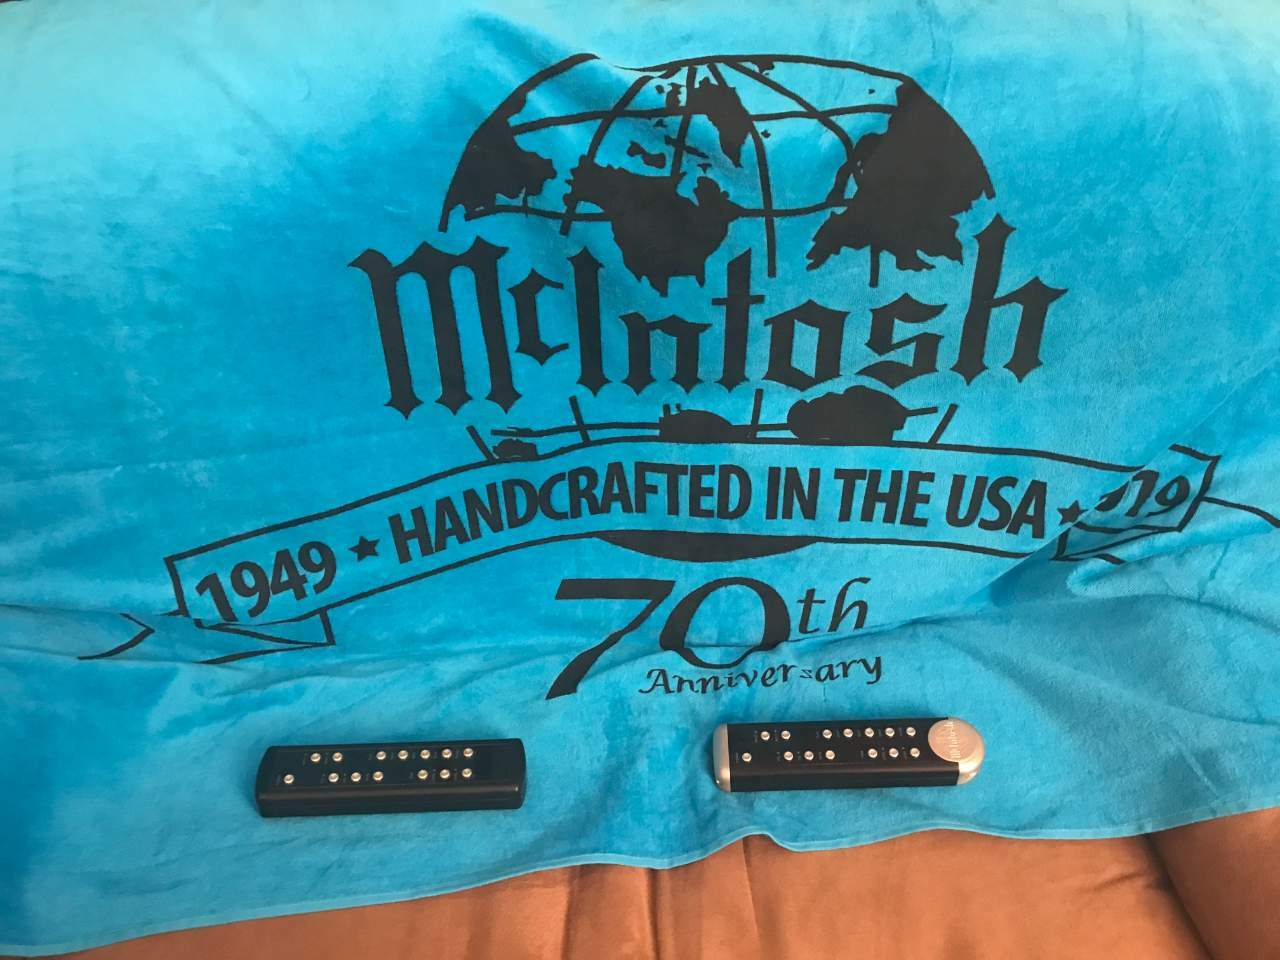 McIntosh
1949 ★ HANDCRAFTED IN THE USA ★
70th
Anniversary